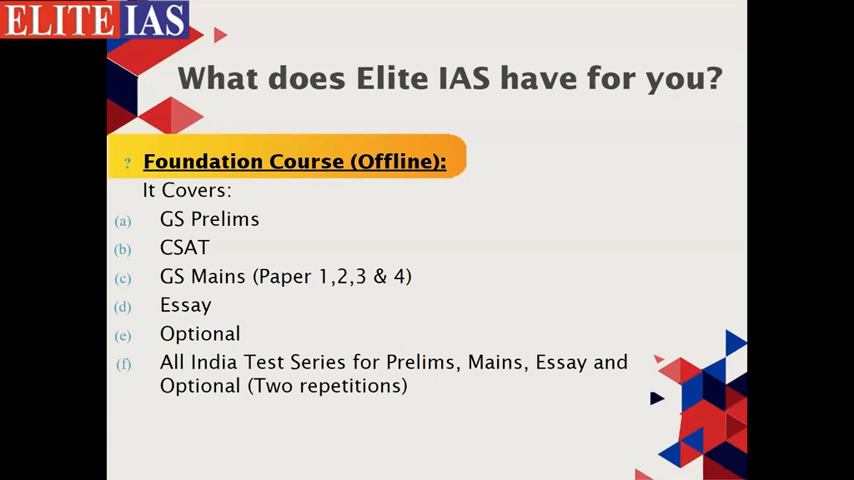 ELITE IAS
What does Elite IAS have for you?
? Foundation Course (Offline):
It Covers:
(a) GS Prelims
(b) CSAT
(c) GS Mains (Paper 1,2,3 & 4)
(d) Essay
(e) Optional
(f) All India Test Series for Prelims, Mains, Essay and
Optional (Two repetitions)